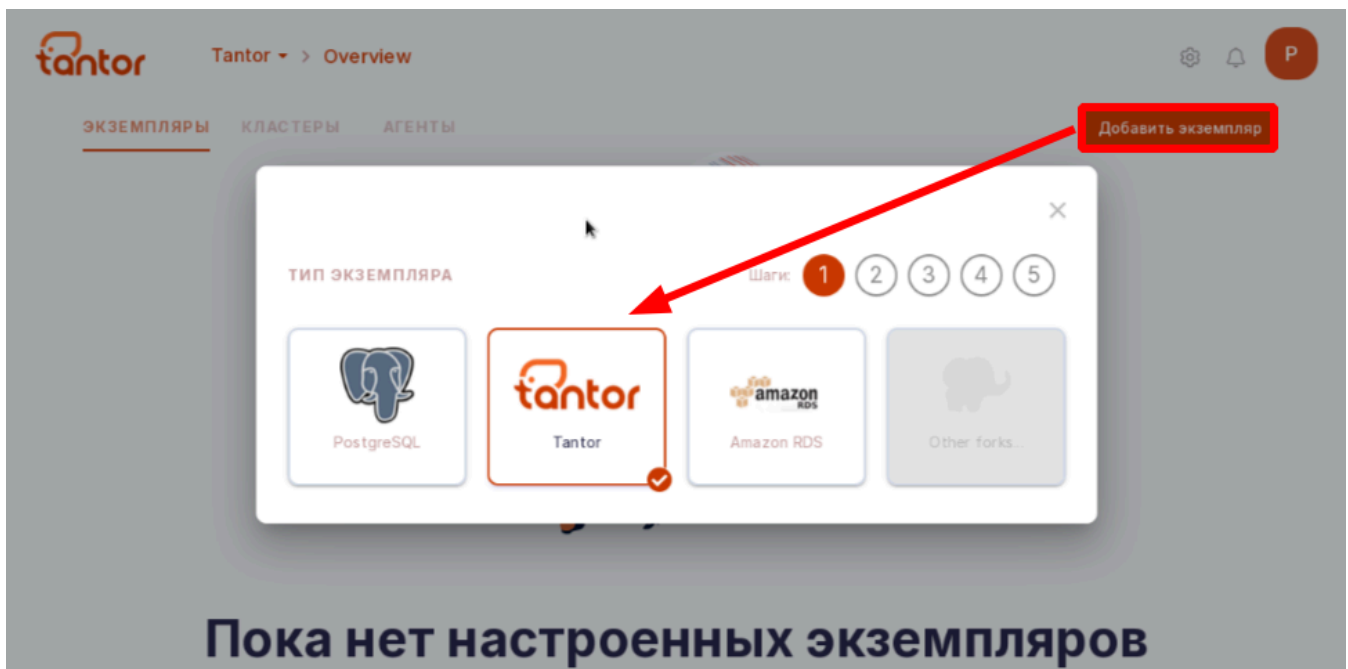 tantor
Tantor > Overview
P
ЭКЗЕМПЛЯРЫ КЛАСТЕРЫ АГЕНТЫ
Добавить экземпляр
ТИП ЭКЗЕМПЛЯРА
Шаги: 1 2 3 4 5
tantor
amazon
RDS
PostgreSQL
Tantor
Amazon RDS
Other forks...
Пока нет настроенных экземпляров